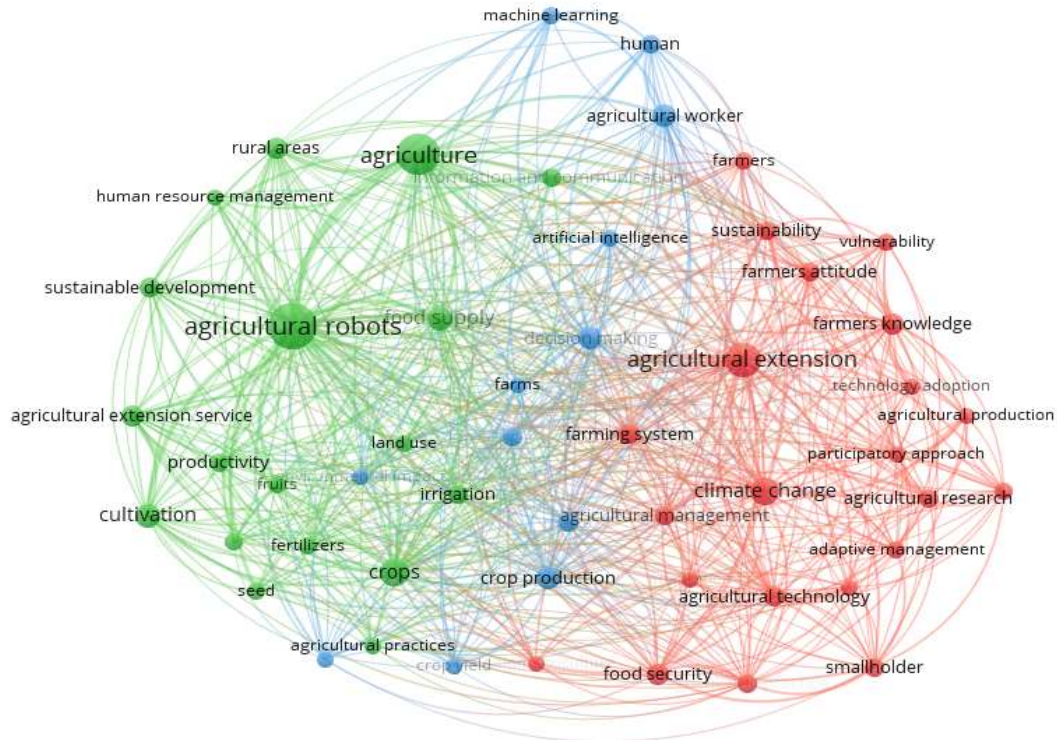 machine learning
human
agricultural worker
rural areas
agriculture
farmers
information and communication
human resource management
artificial intelligence
sustainability
vulnerability
farmers attitude
sustainable development
agricultural robots
food supply
decision making
farmers knowledge
agricultural extension
farms
technology adoption
agricultural extension service
agricultural production
land use
farming system
productivity
participatory approach
fruits
irrigation
climate change
agricultural research
cultivation
agricultural management
fertilizers
adaptive management
crops
crop production
seed
agricultural technology
agricultural practices
crop yield
food security
smallholder